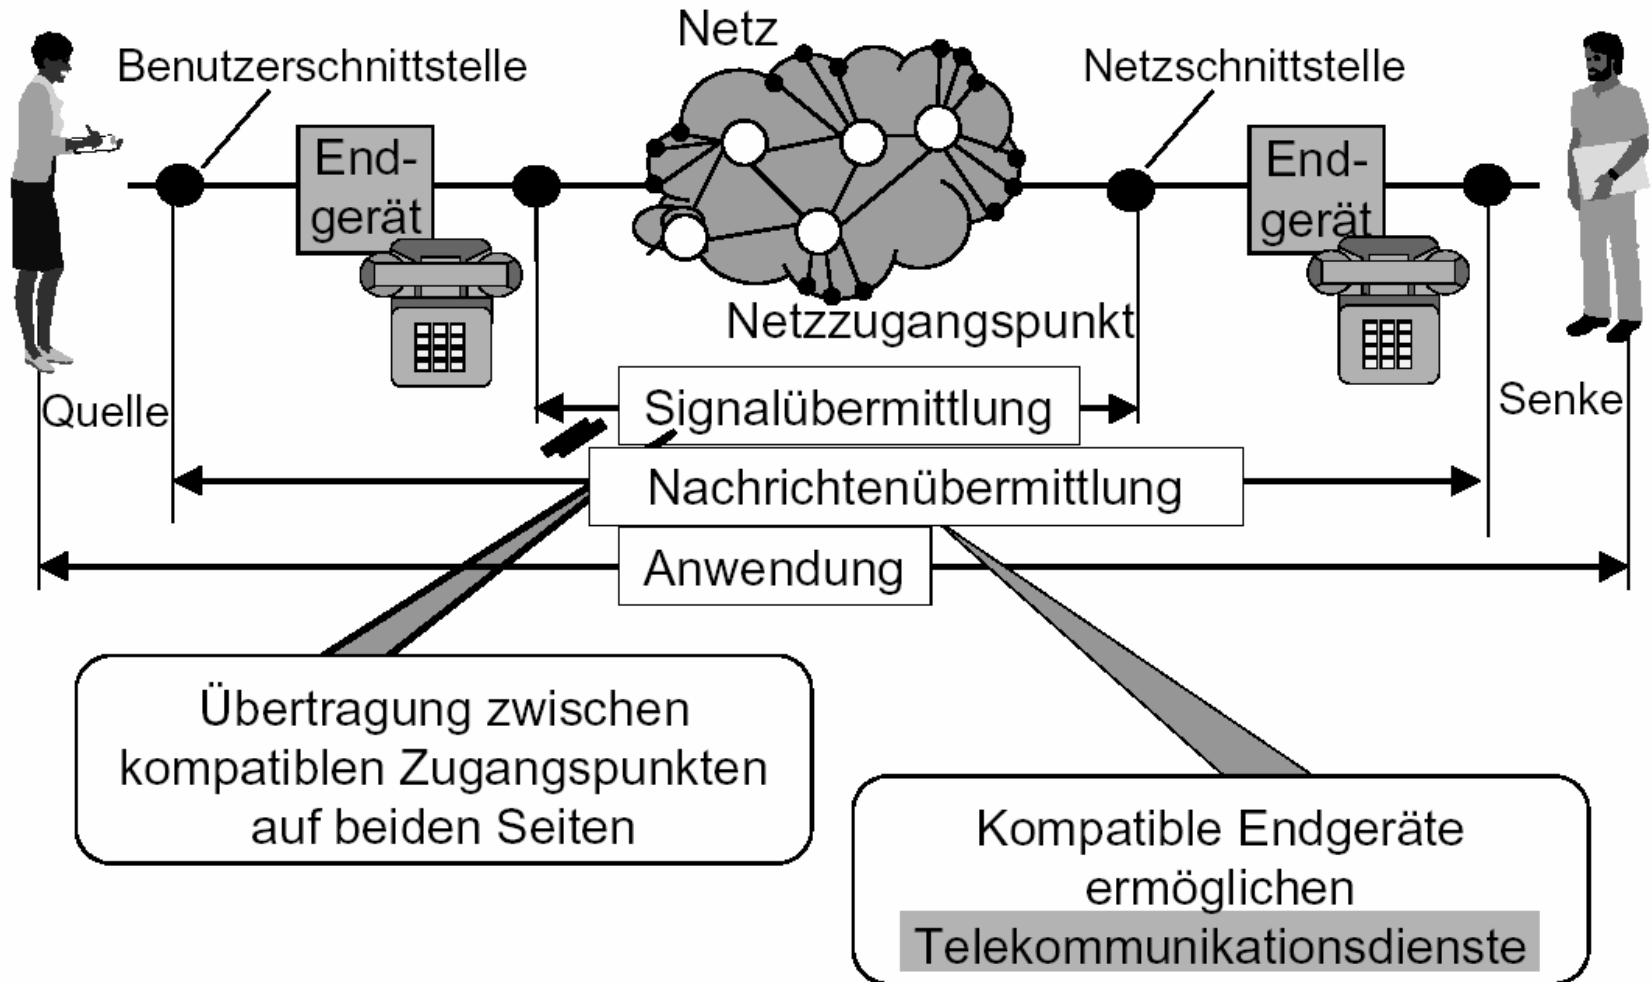 Netz
Benutzerschnittstelle
Netzschnittstelle
End-
gerät
End-
gerät
Netzzugangspunkt
Quelle
Signalübermittlung
Senke
Nachrichtenübermittlung
Anwendung
Übertragung zwischen
kompatiblen Zugangspunkten
auf beiden Seiten
Kompatible Endgeräte
ermöglichen
Telekommunikationsdienste